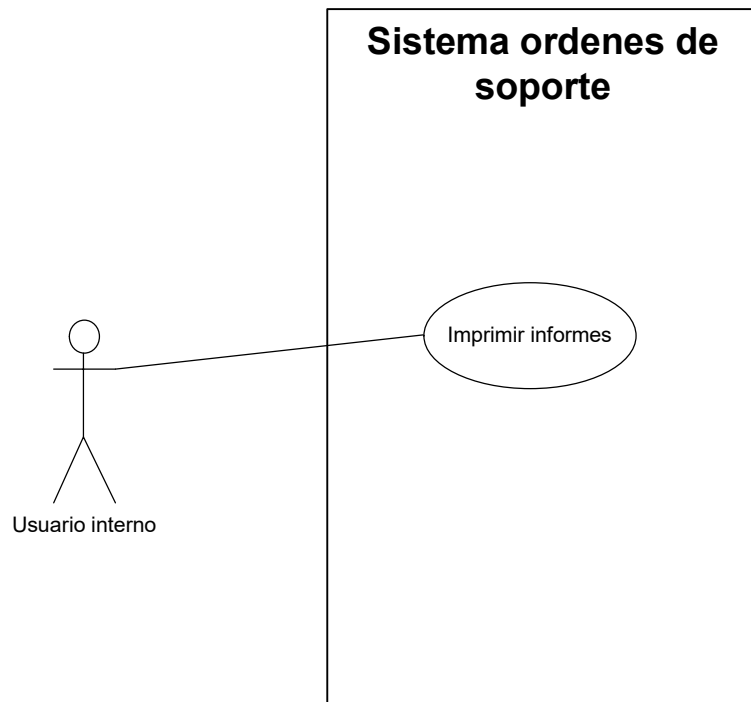 Sistema ordenes de
soporte
Imprimir informes
Usuario interno